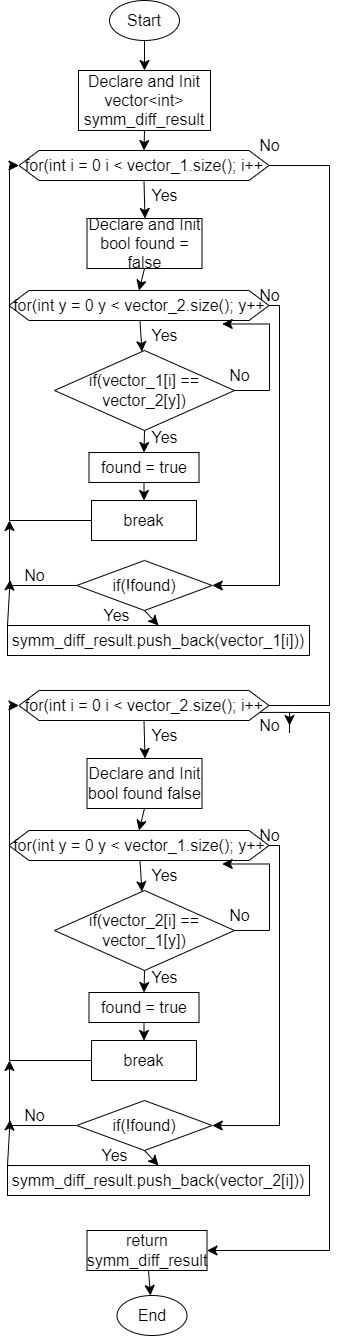 Start
Declare and Init
vector<int>
symm_diff_result
No
for(int i = 0 i < vector_1.size(); i++
Yes
Declare and Init
bool found =
false
No
for(int y = 0 y < vector_2.size(); y++
Yes
if(vector_1[i] ==
vector_2[y])
No
Yes
found = true
break
No
if(!found)
Yes
symm_diff_result.push_back(vector_1[i]))
for(int i = 0 i < vector_2.size(); i++
No
Yes
Declare and Init
bool found false
No
for(int y = 0 y < vector_1.size(); y++
Yes
if(vector_2[i] ==
vector_1[y])
No
Yes
found = true
break
No
if(!found)
Yes
symm_diff_result.push_back(vector_2[i]))
return
symm_diff_result
End